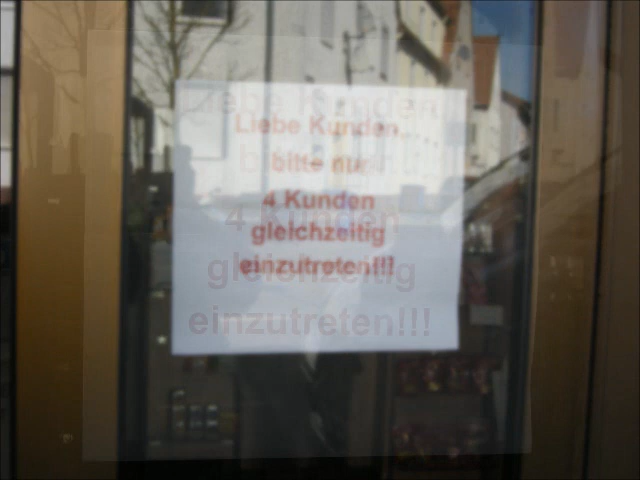 Liebe Kunden
bitte nur
4 Kunden
gleichzeitig
einzutreten!!!